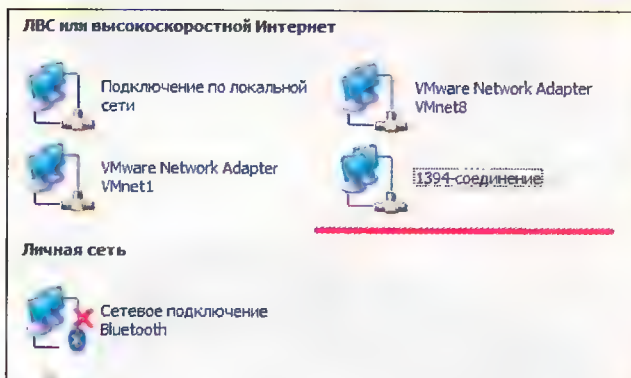 ЛВС или высокоскоростной Интернет
Подключение по локальной
сети
VMware Network Adapter
VMnet8
VMware Network Adapter
VMnet1
1394-соединение
Личная сеть
Сетевое подключение
Bluetooth